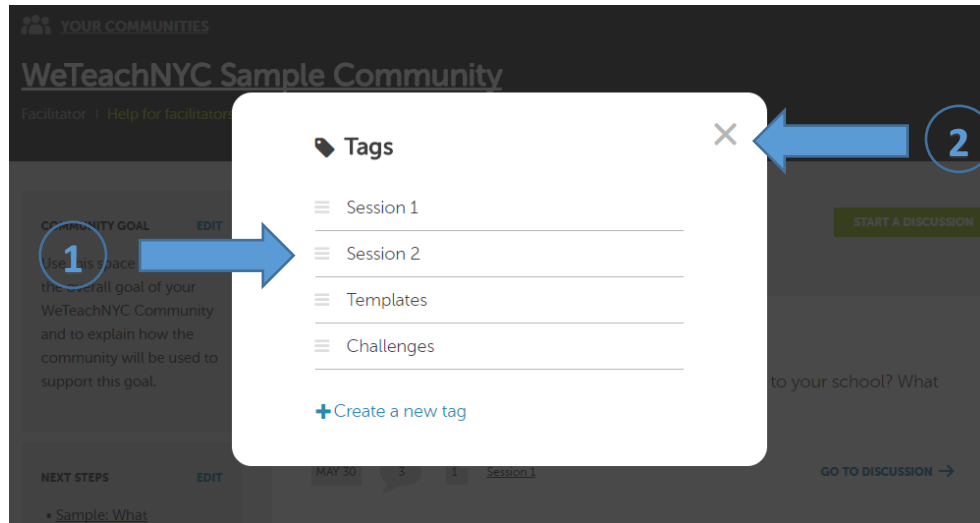 YOUR COMMUNITIES
WeTeachNYC Sample Community
Facilitator | Help for facilitators
Tags
2
Session 1
COMMUNITY GOAL EDIT
START A DISCUSSION
1
Session 2
Use this space
the overall goal of your
WeTeachNYC Community
and to explain how the
community will be used to
support this goal.
Templates
Challenges
to your school? What
+ Create a new tag
NEXT STEPS EDIT
MAY 30 3 1 Session 1
GO TO DISCUSSION →
• Sample: What